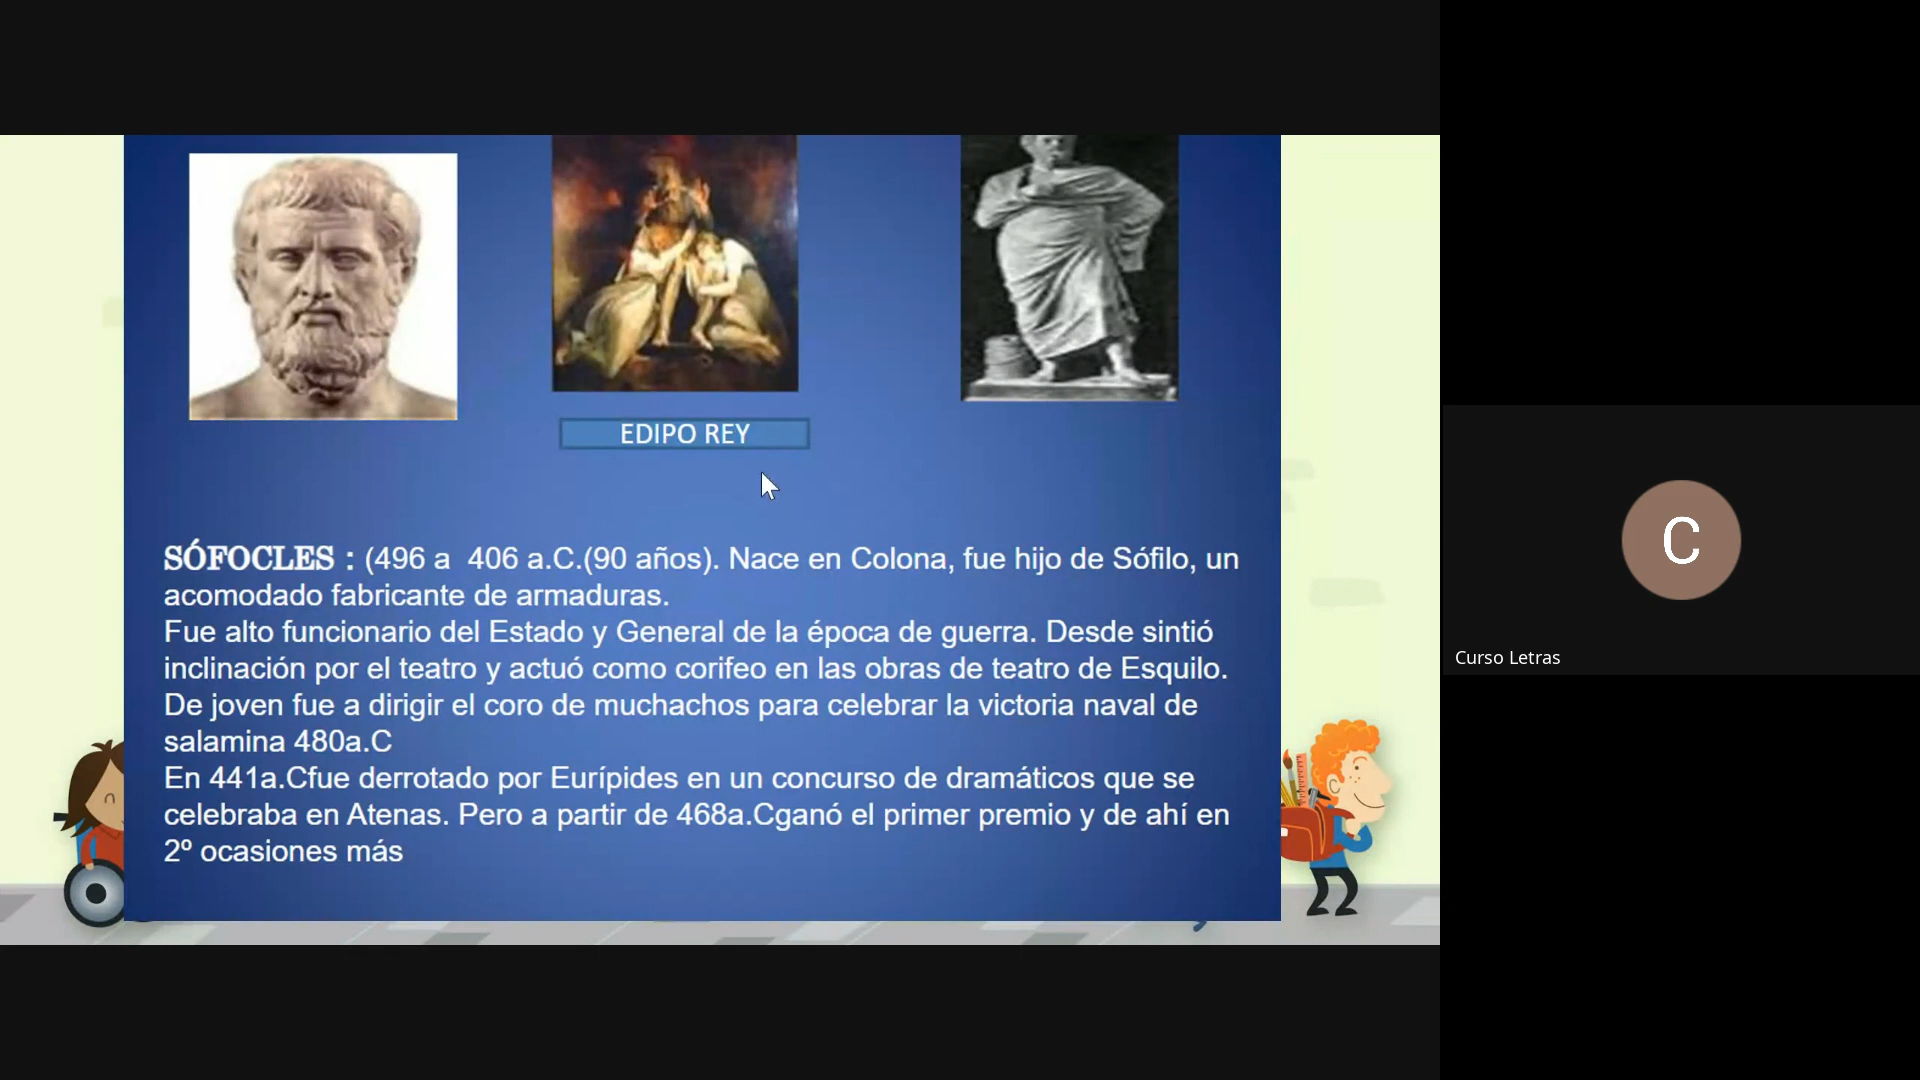 EDIPO REY
SÓFOCLES : (496 a  406 a.C.(90 años). Nace en Colona, fue hijo de Sófilo, un
acomodado fabricante de armaduras.
Fue alto funcionario del Estado y General de la época de guerra. Desde sintió
inclinación por el teatro y actuó como corifeo en las obras de teatro de Esquilo.
De joven fue a dirigir el coro de muchachos para celebrar la victoria naval de
salamina 480a.C
En 441a.Cfue derrotado por Eurípides en un concurso de dramáticos que se
celebraba en Atenas. Pero a partir de 468a.Cganó el primer premio y de ahí en
2º ocasiones más
C
Curso Letras